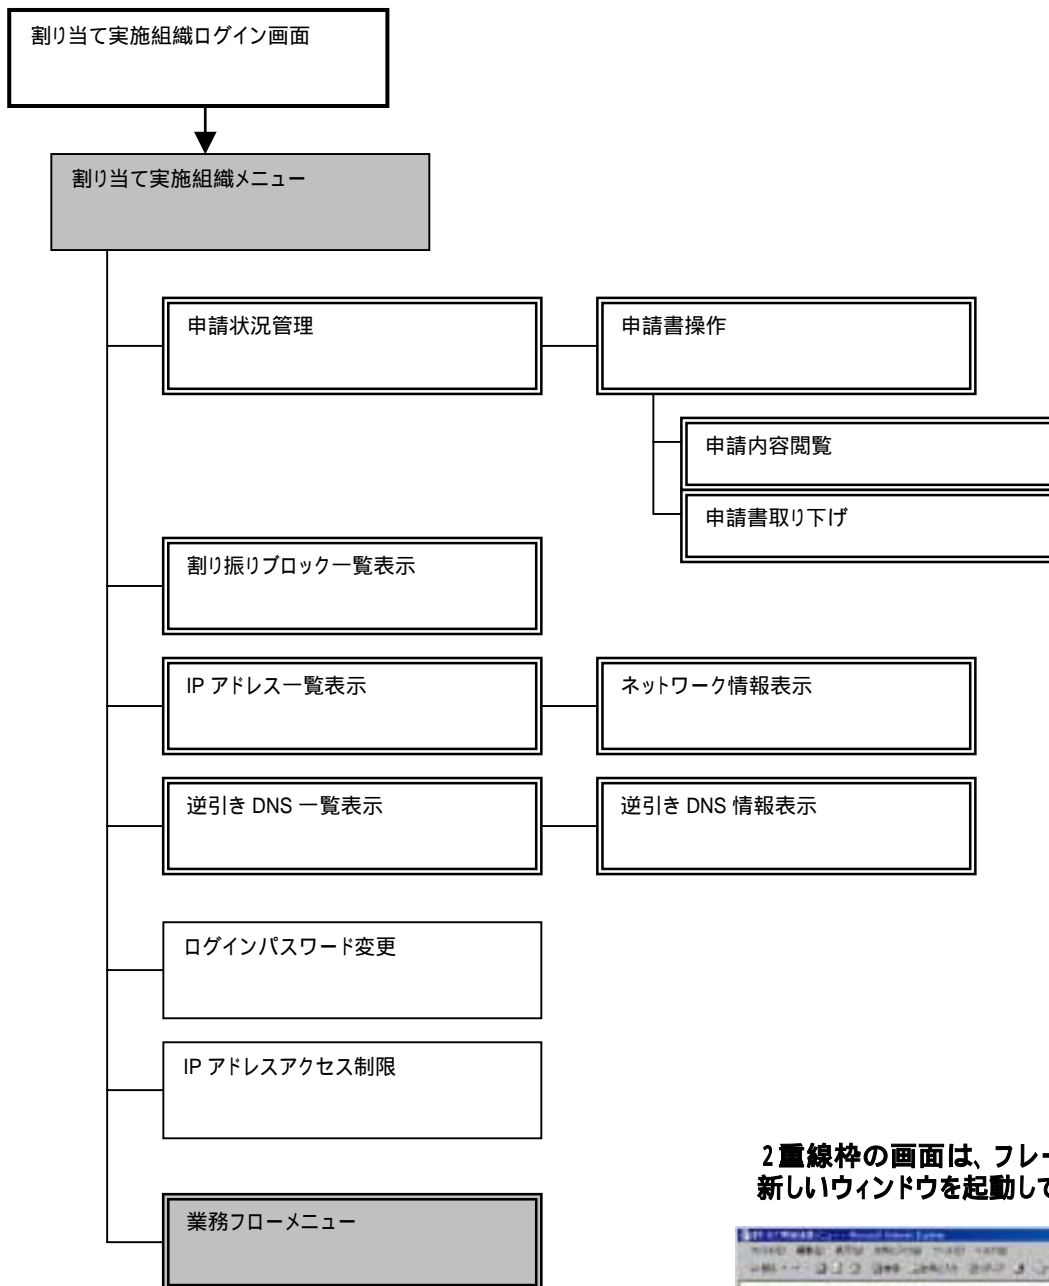 割り当て実施組織ログイン画面
割り当て実施組織メニュー
申請状況管理
申請書操作
申請内容閲覧
申請書取り下げ
割り振りブロック一覧表示
IP アドレス一覧表示
ネットワーク情報表示
逆引き DNS 一覧表示
逆引き DNS 情報表示
ログインパスワード変更
IP アドレスアクセス制限
業務フローメニュー
2重線枠の画面は、フレー
新しいウィンドウを起動して